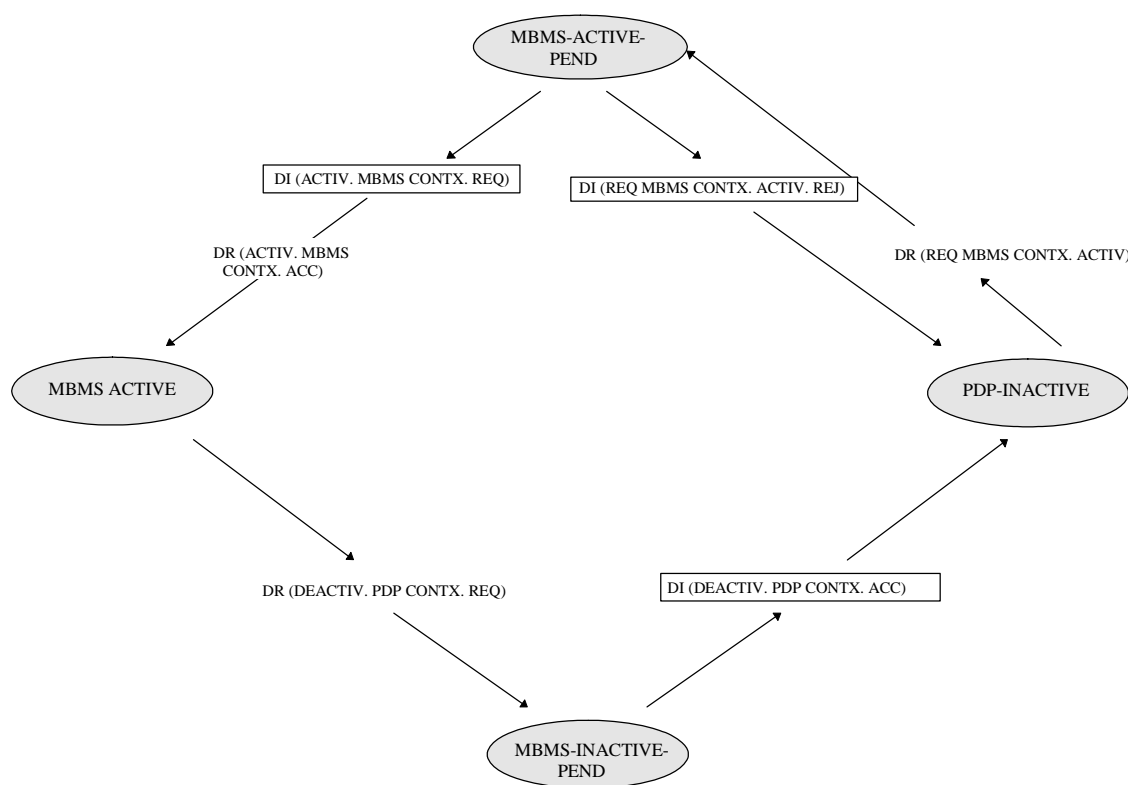 MBMS-ACTIVE-
PEND
DI (ACTIV. MBMS CONTX. REQ)
DI (REQ MBMS CONTX. ACTIV. REJ)
DR (ACTIV. MBMS
CONTX. ACC)
DR (REQ MBMS CONTX. ACTIV)
MBMS ACTIVE
PDP-INACTIVE
DR (DEACTIV. PDP CONTX. REQ)
DI (DEACTIV. PDP CONTX. ACC)
MBMS-INACTIVE-
PEND